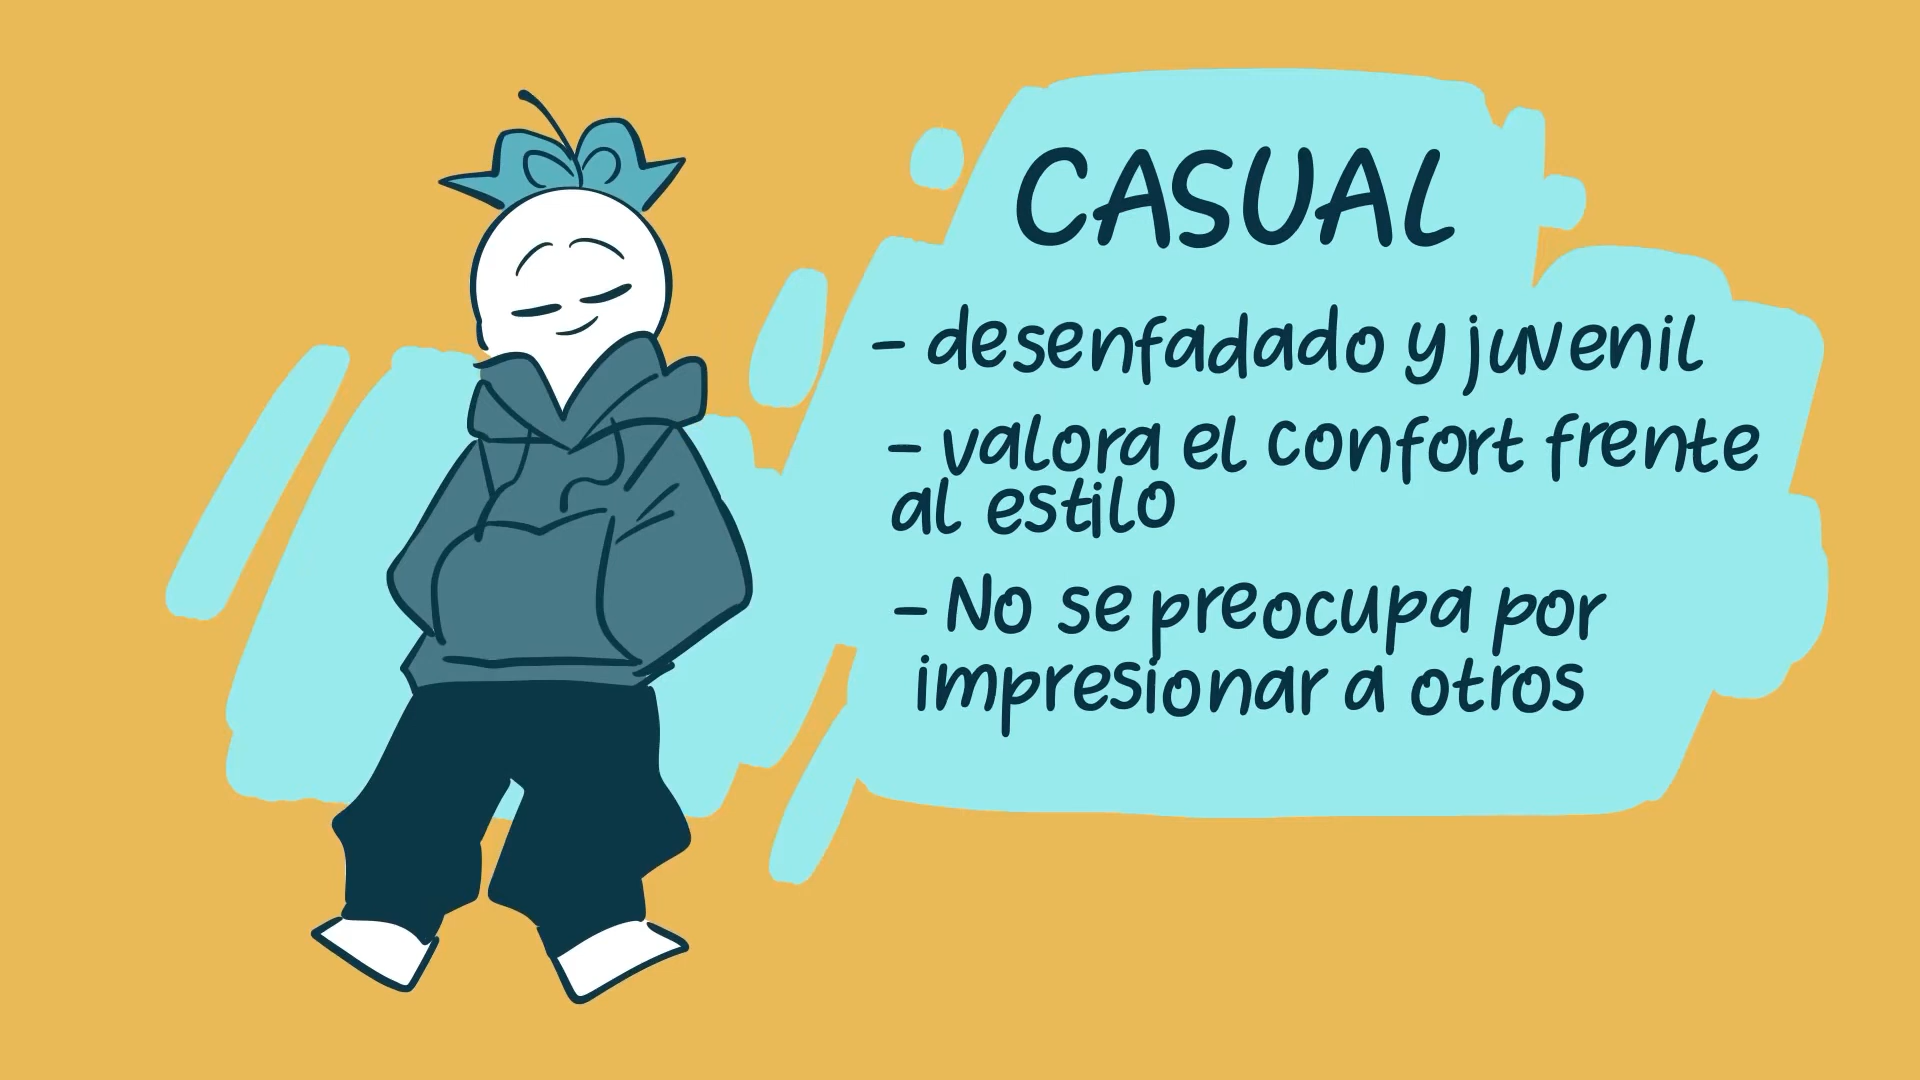 CASUAL
- desenfadado y juvenil
- valora el confort frente
al estilo
- No se preocupa por
impresionar a otros